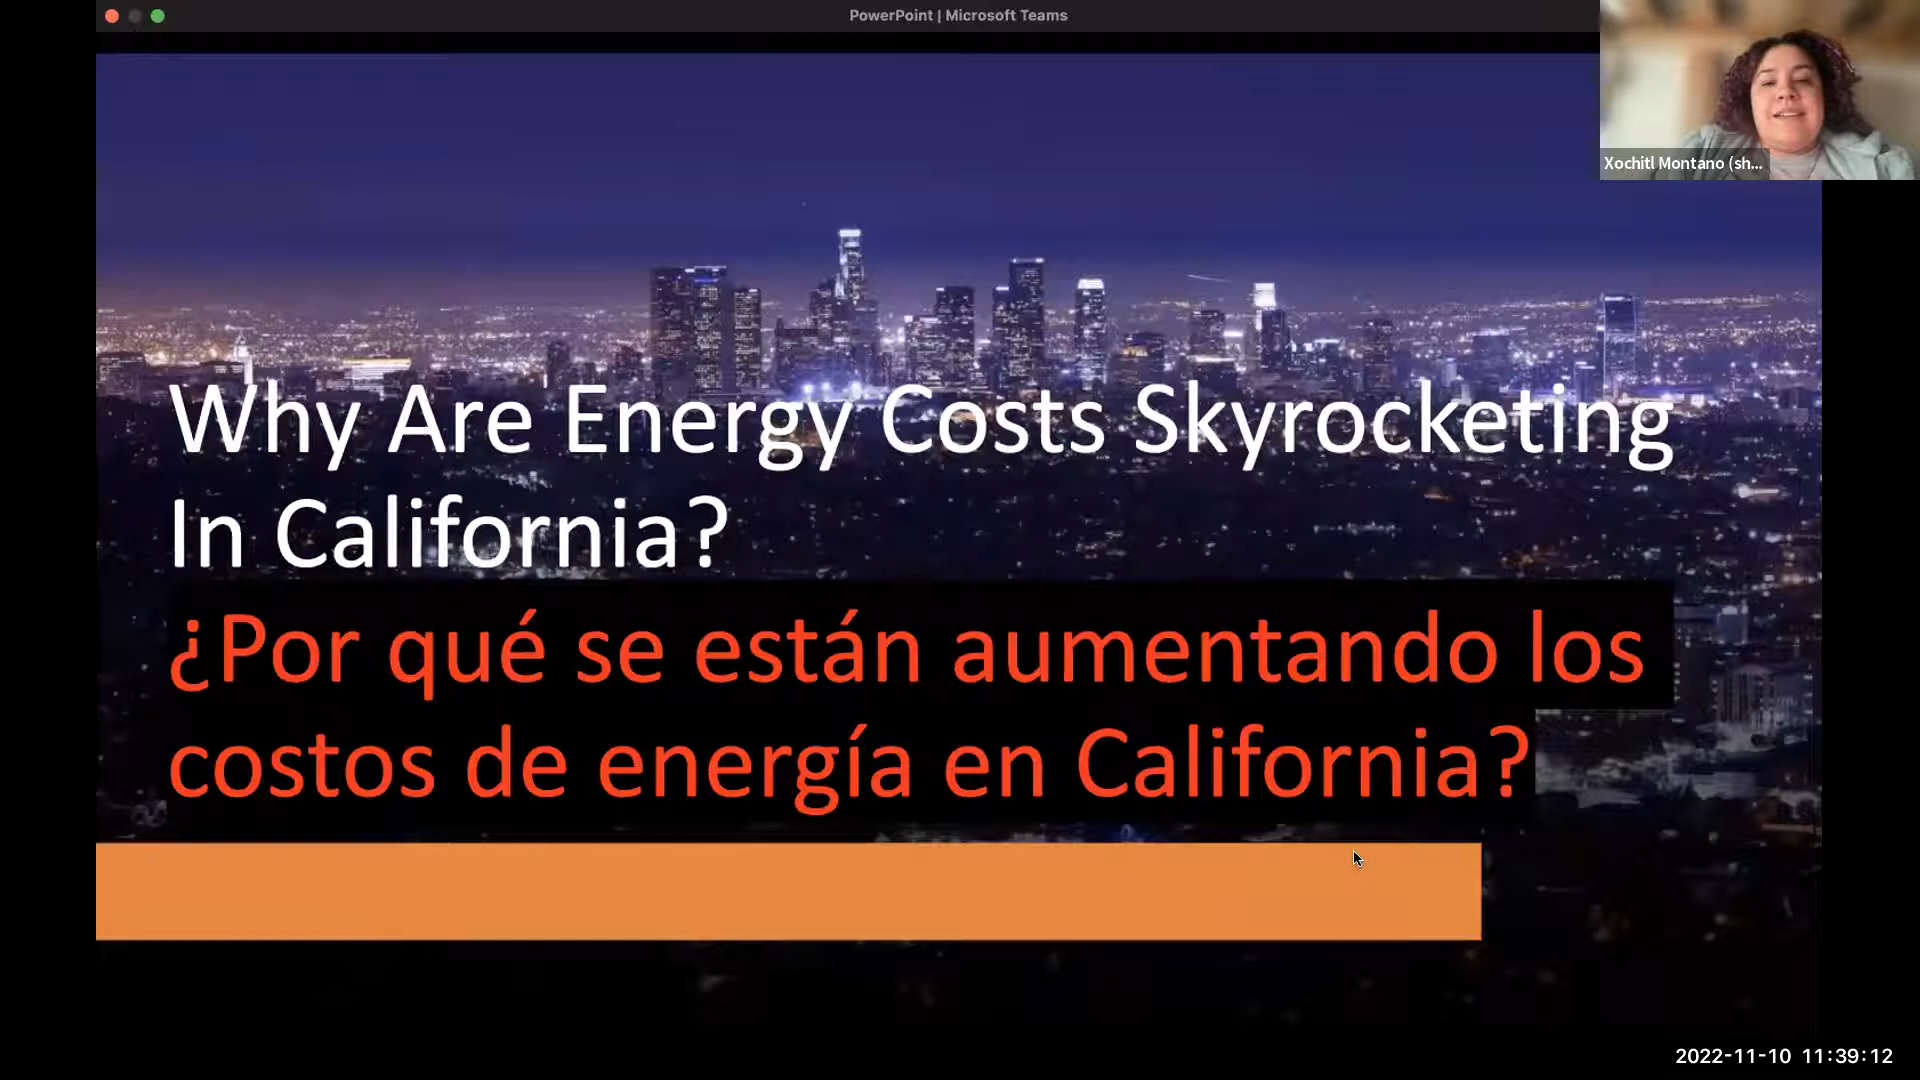 PowerPoint | Microsoft Teams
Xochitl Montano (sh...
Why Are Energy Costs Skyrocketing
In California?
¿Por qué se están aumentando los
costos de energía en California?
2022-11-10 11:39:12